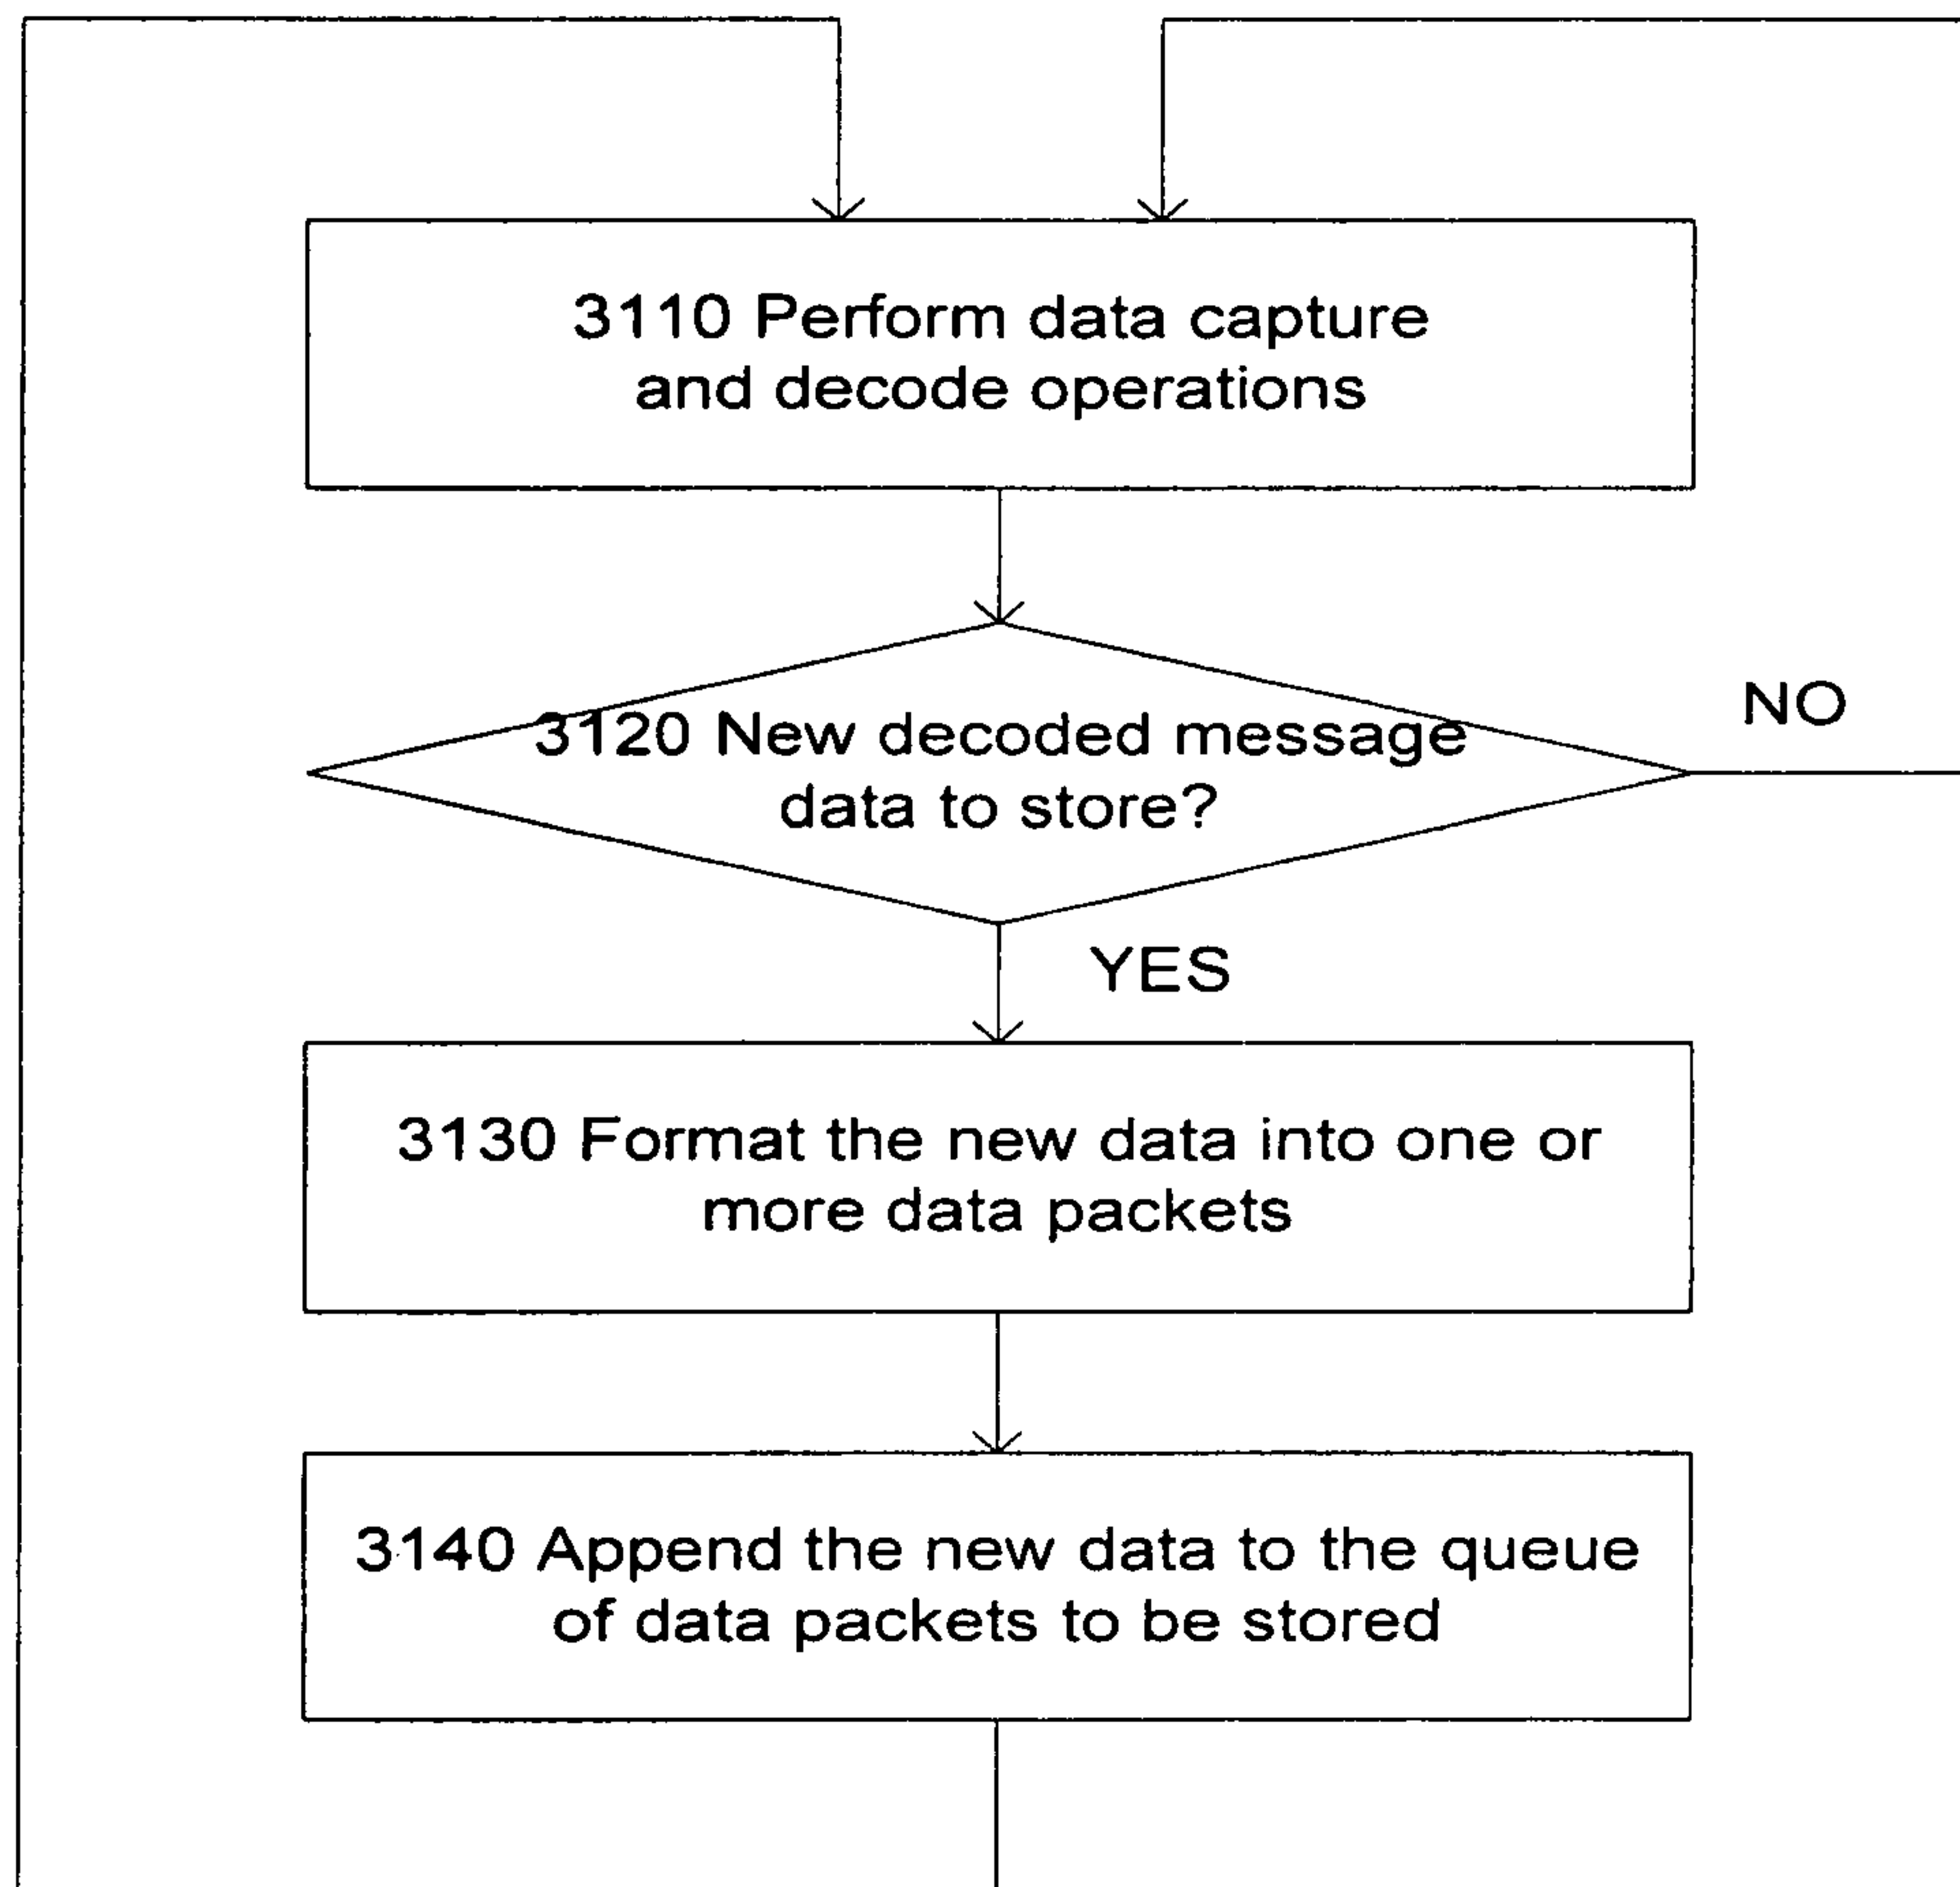 3110 Perform data capture
and decode operations
3120 New decoded message
data to store?
NO
YES
3130 Format the new data into one or
more data packets
3140 Append the new data to the queue
of data packets to be stored